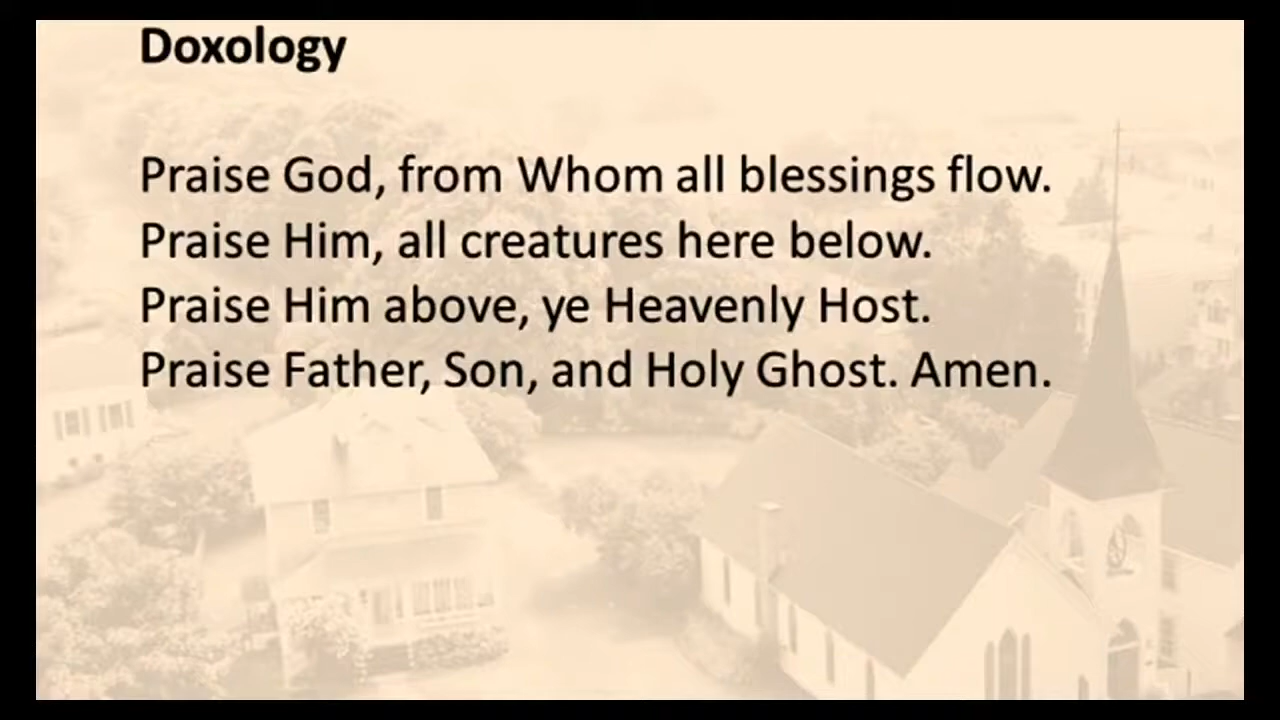 Doxology
Praise God, from Whom all blessings flow.
Praise Him, all creatures here below.
Praise Him above, ye Heavenly Host.
Praise Father, Son, and Holy Ghost. Amen.